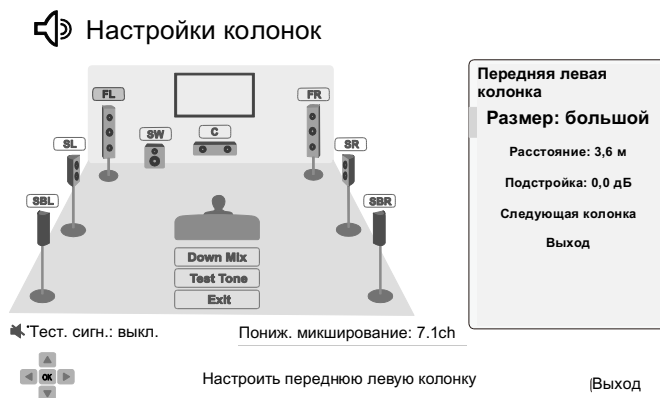 Настройки колонок
FL
FR
SW
C
SL
SR
SBL
SBR
Down Mix
Test Tone
Exit
Передняя левая
колонка
Размер: большой
Расстояние: 3,6 м
Подстройка: 0,0 дБ
Следующая колонка
Выход
Тест. сигн.: выкл.
Пониж. микширование: 7.1ch
OK
Настроить переднюю левую колонку
Выход